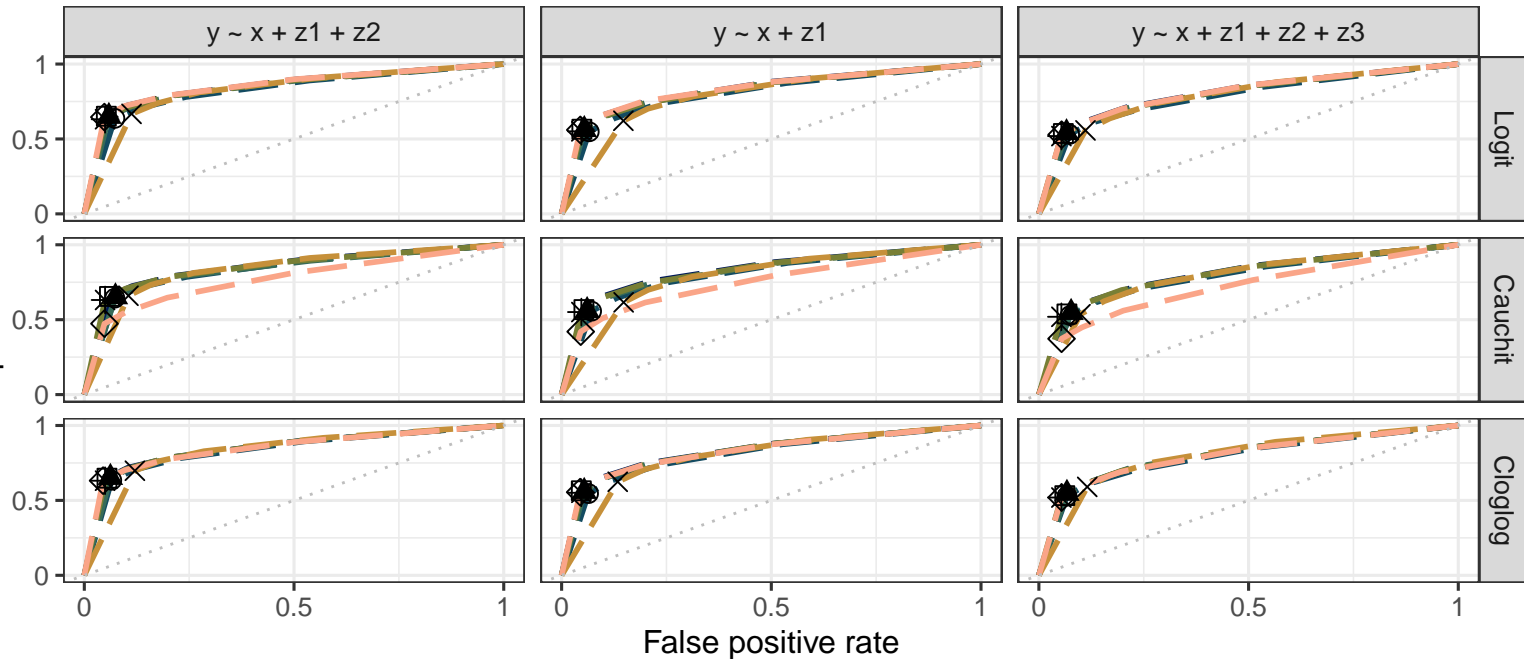 y ~ x + z1 + z2
y ~ x + z1
y ~ x + z1 + z2 + z3
1
0.5
0
Logit
1
0.5
0
Cauchit
1
0.5
0
Cloglog
0
0.5
1
0
0.5
1
0
0.5
1
False positive rate